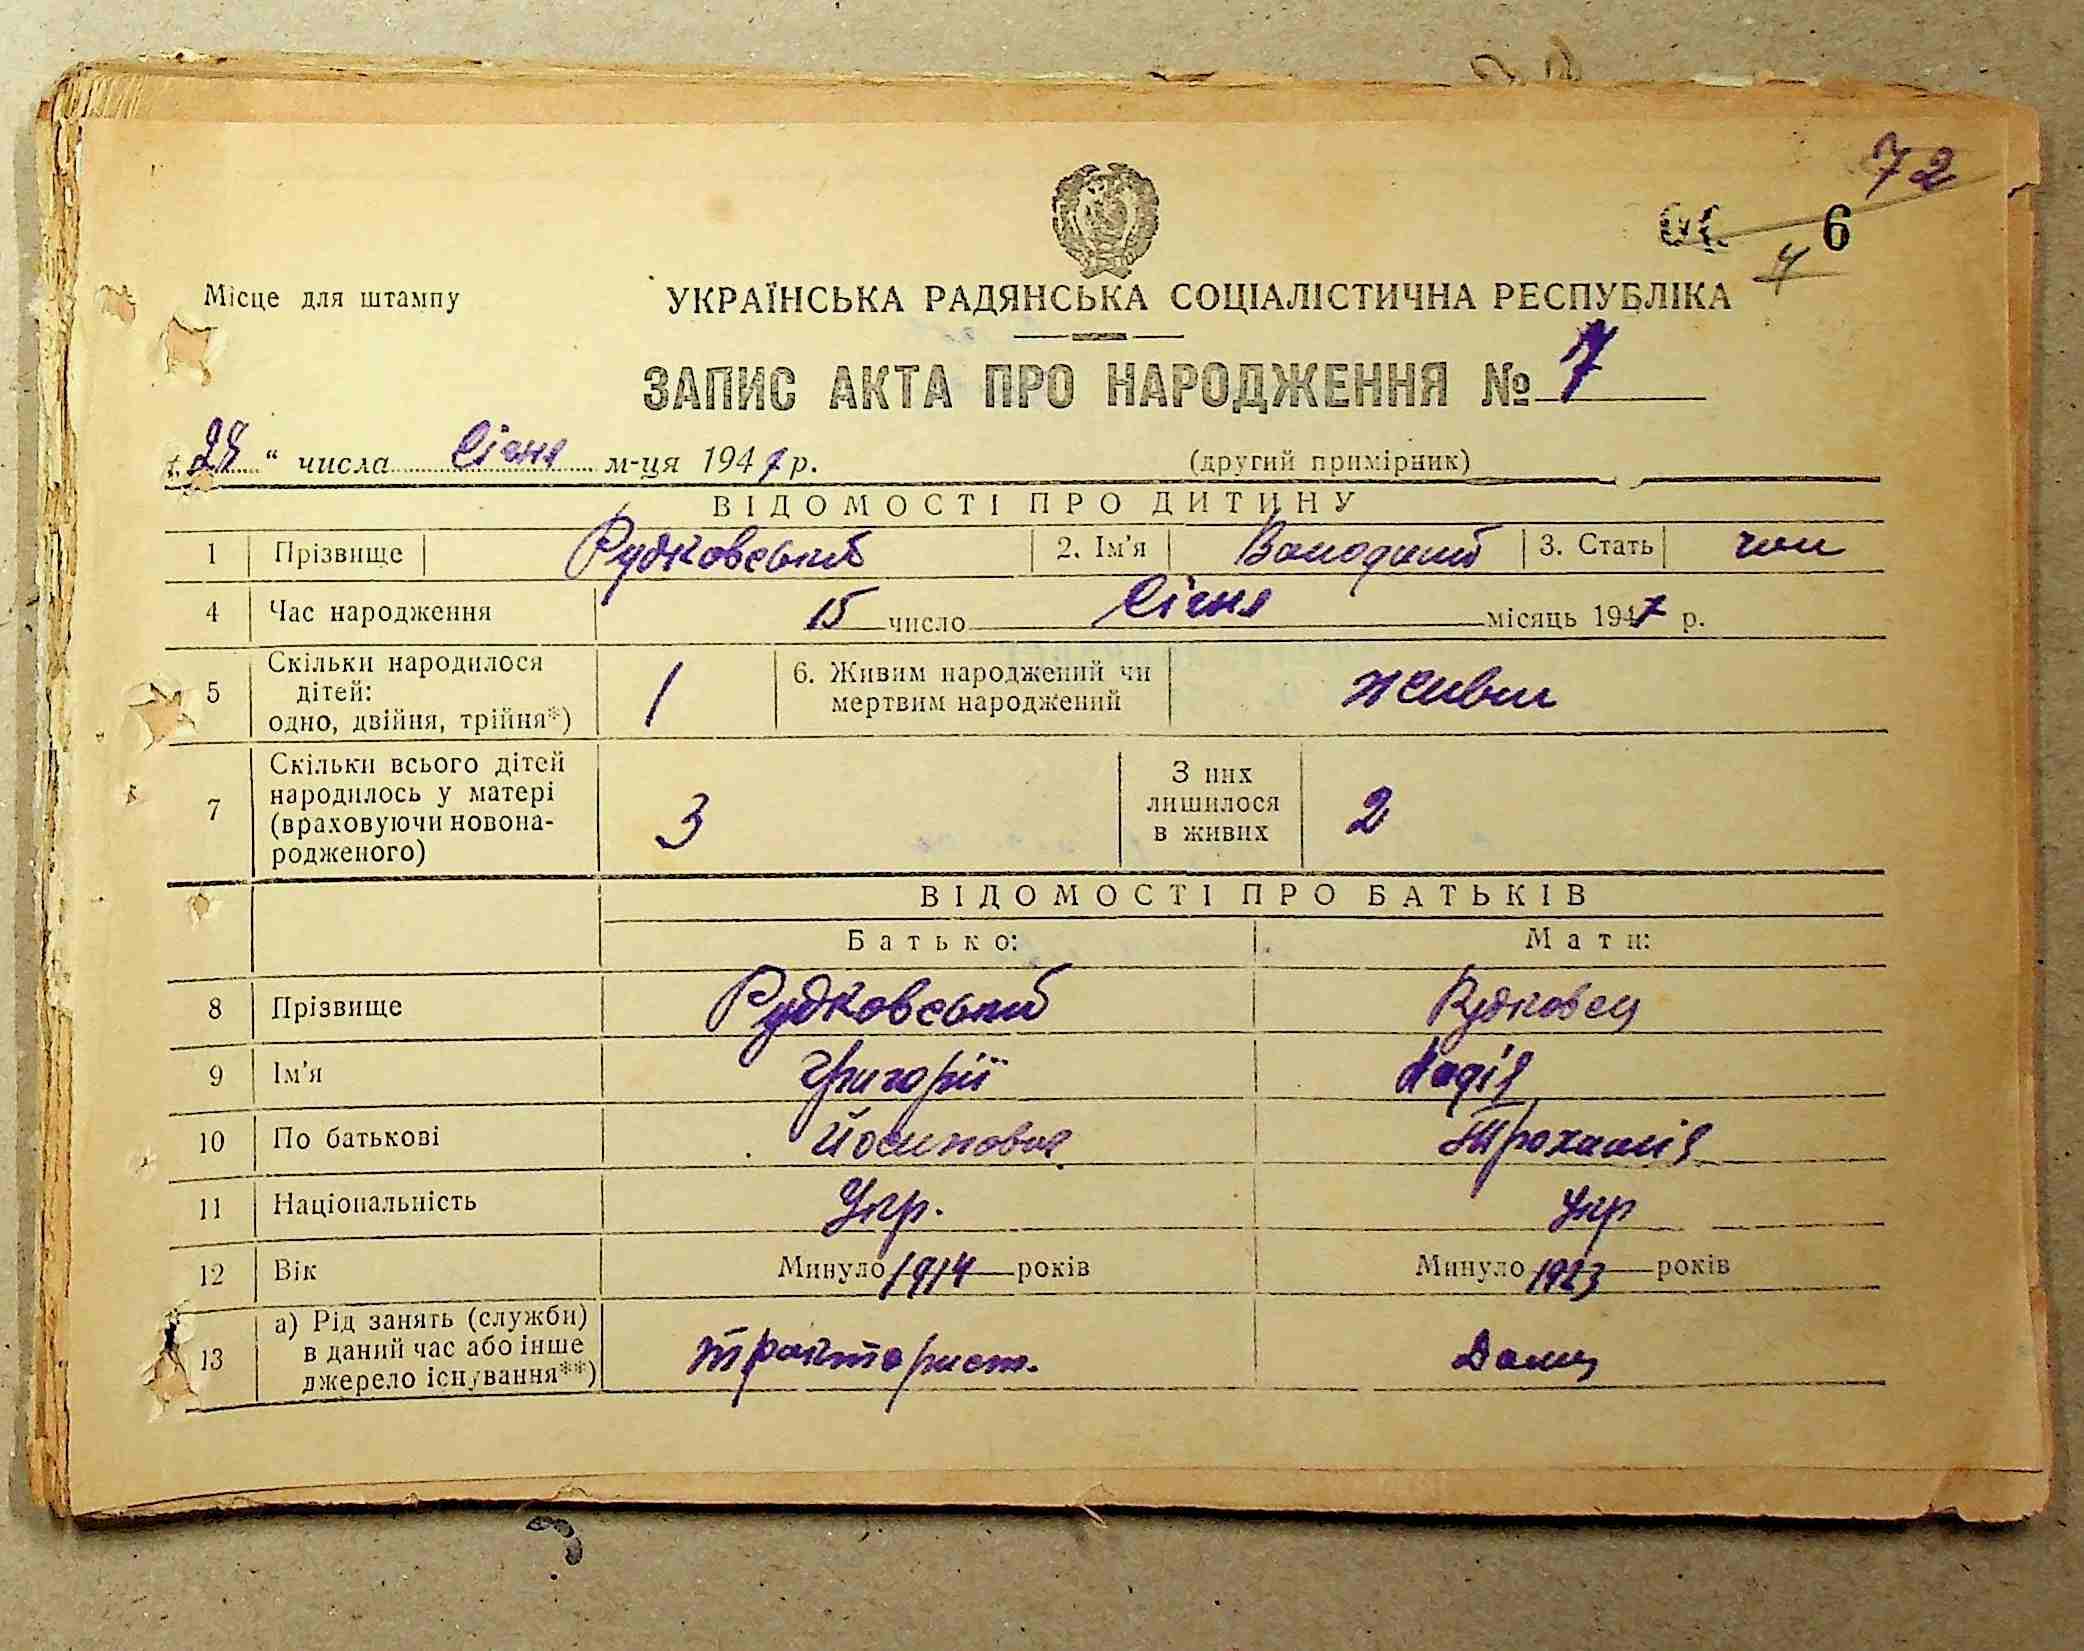 72
6
4
Місце для штампу
УКРАЇНСЬКА РАДЯНСЬКА СОЦІАЛІСТИЧНА РЕСПУБЛІКА
ЗАПИС АКТА ПРО НАРОДЖЕННЯ № 7
28 " числа Січня м-ця 1947 р. (другий примірник)
ВІДОМОСТІ ПРО ДИТИНУ
1 Прізвище Рудковський 2. Ім'я 3. Стать чол
4 Час народження 15 число Січня місяць 1947 р.
5 Скільки народилося дітей: одно, двійня, трійня*) 1 6. Живим народжений чи мертвим народжений живим
7 Скільки всього дітей народилось у матері (враховуючи новонародженого) 3 З них лишилося в живих 2
ВІДОМОСТІ ПРО БАТЬКІВ
Батько: Мати:
8 Прізвище Рудковський
9 Ім'я Григорії Надія
10 По батькові Йосипович
11 Національність Укр. Укр
12 Вік Минуло 1914 років Минуло 1923 років
13 а) Рід занять (служби) в даний час або інше джерело існування**) тракторист. Дома